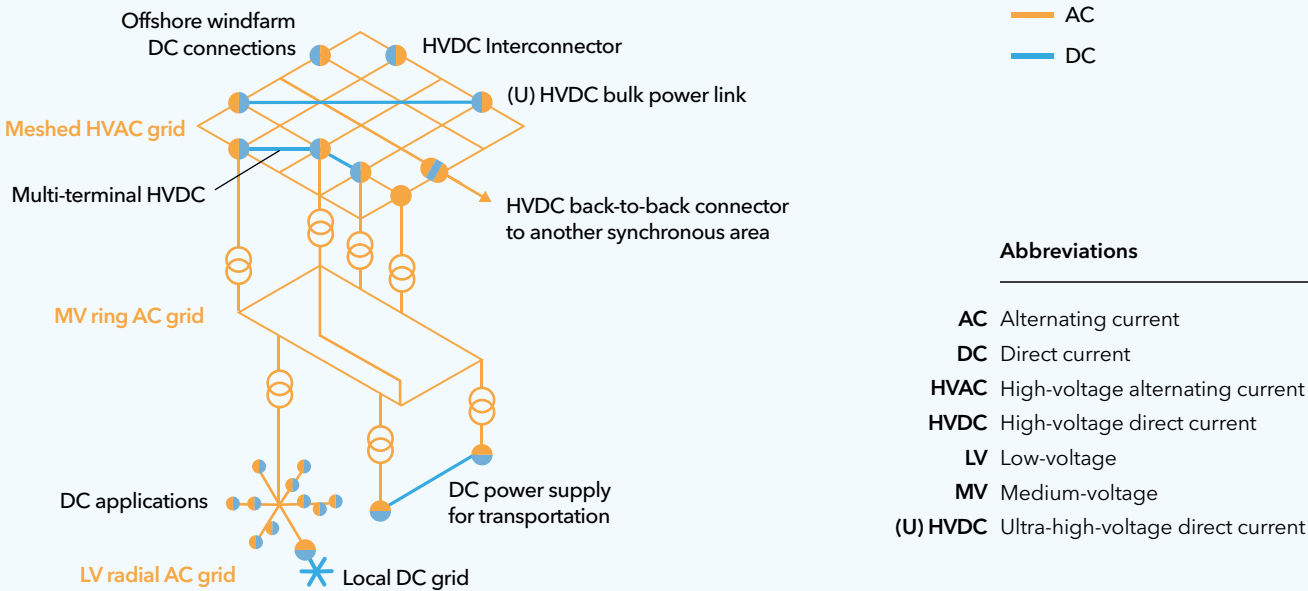 Offshore windfarm
DC connections
HVDC Interconnector
(U) HVDC bulk power link
Meshed HVAC grid
Multi-terminal HVDC
HVDC back-to-back connector
to another synchronous area
MV ring AC grid
DC applications
DC power supply
for transportation
LV radial AC grid
Local DC grid
AC
DC
Abbreviations
AC Alternating current
DC Direct current
HVAC High-voltage alternating current
HVDC High-voltage direct current
LV Low-voltage
MV Medium-voltage
(U) HVDC Ultra-high-voltage direct current